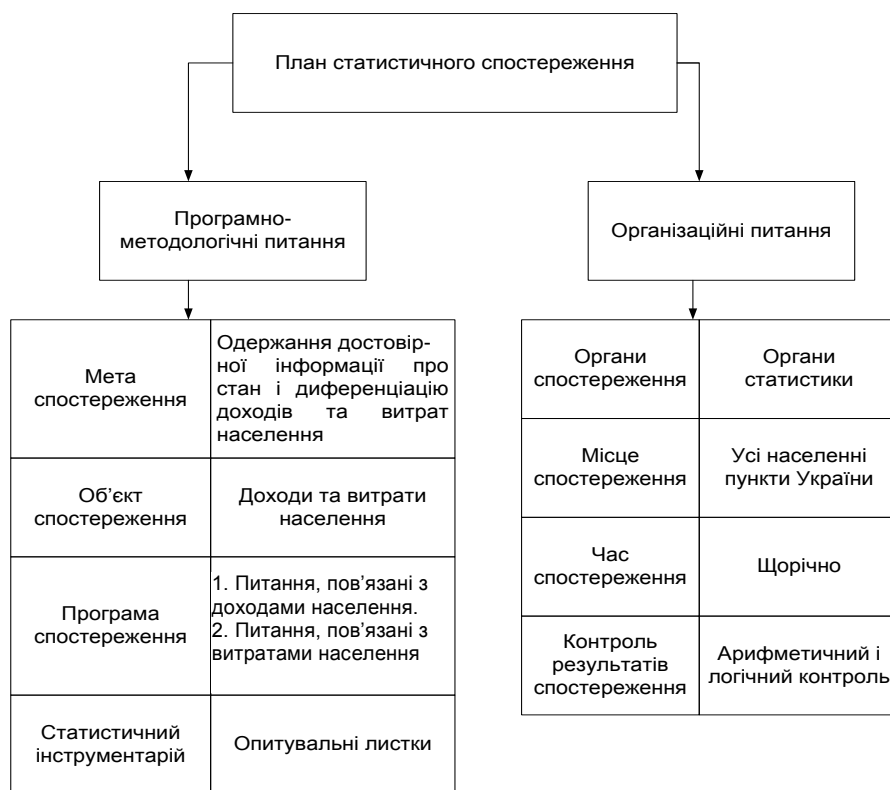 План статистичного спостереження
Програмно-
методологічні питання
Організаційні питання
Мета
спостереження
Одержання достовір-
ної інформації про
стан і диференціацію
доходів та витрат
населення
Об’єкт
спостереження
Доходи та витрати
населення
Програма
спостереження
1. Питання, пов’язані з
доходами населення.
2. Питання, пов’язані з
витратами населення
Статистичний
інструментарій
Опитувальні листки
Органи
спостереження
Органи
статистики
Місце
спостереження
Усі населенні
пункти України
Час
спостереження
Щорічно
Контроль
результатів
спостереження
Арифметичний і
логічний контроль